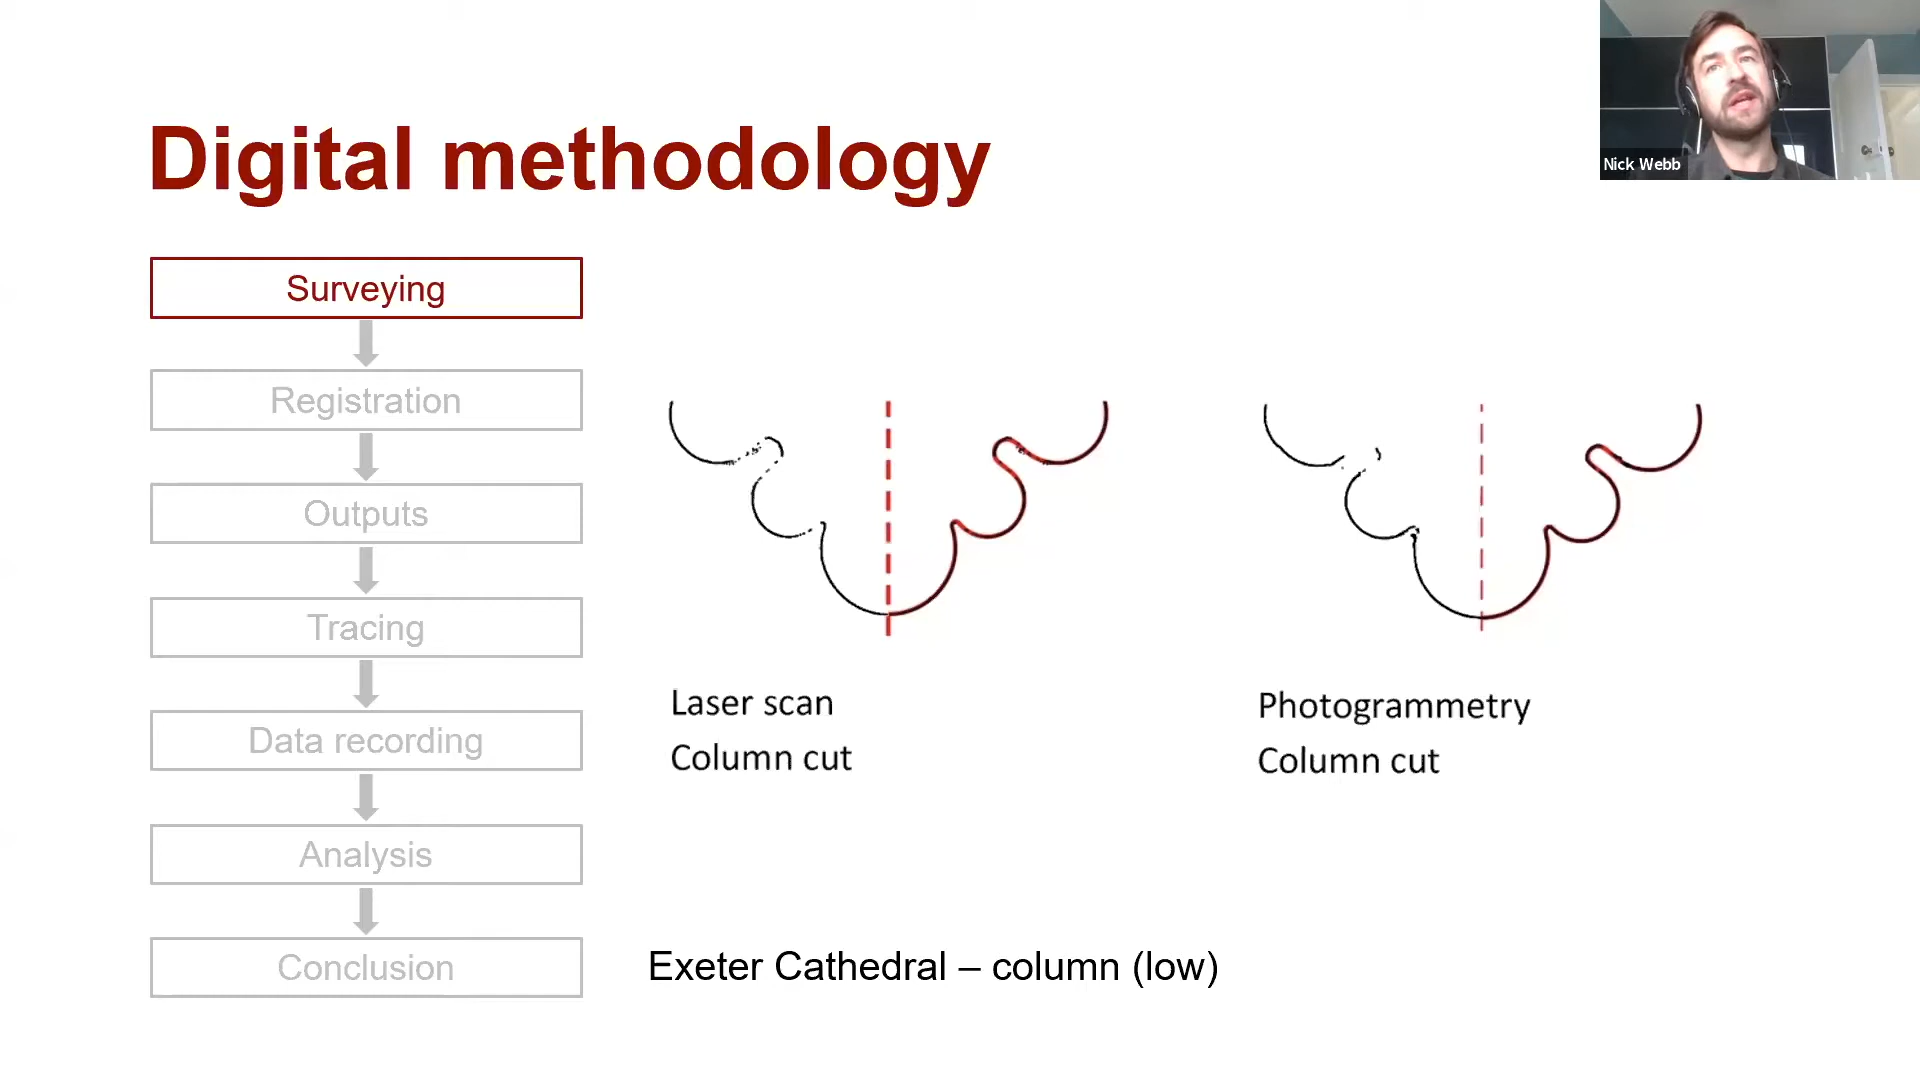 Digital methodology
Nick Webb
Surveying
Registration
Outputs
Tracing
Data recording
Analysis
Conclusion
Laser scan
Column cut
Photogrammetry
Column cut
Exeter Cathedral – column (low)